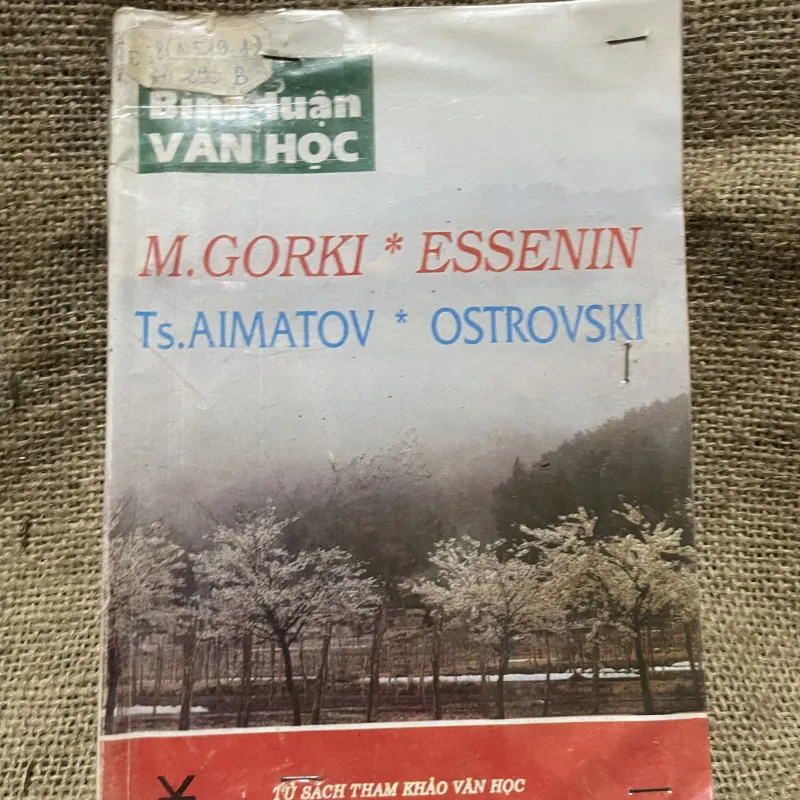 Bình luận
VĂN HỌC
M.GORKI * ESSENIN
Ts.AIMATOV * OSTROVSKI
TỦ SÁCH THAM KHẢO VĂN HỌC